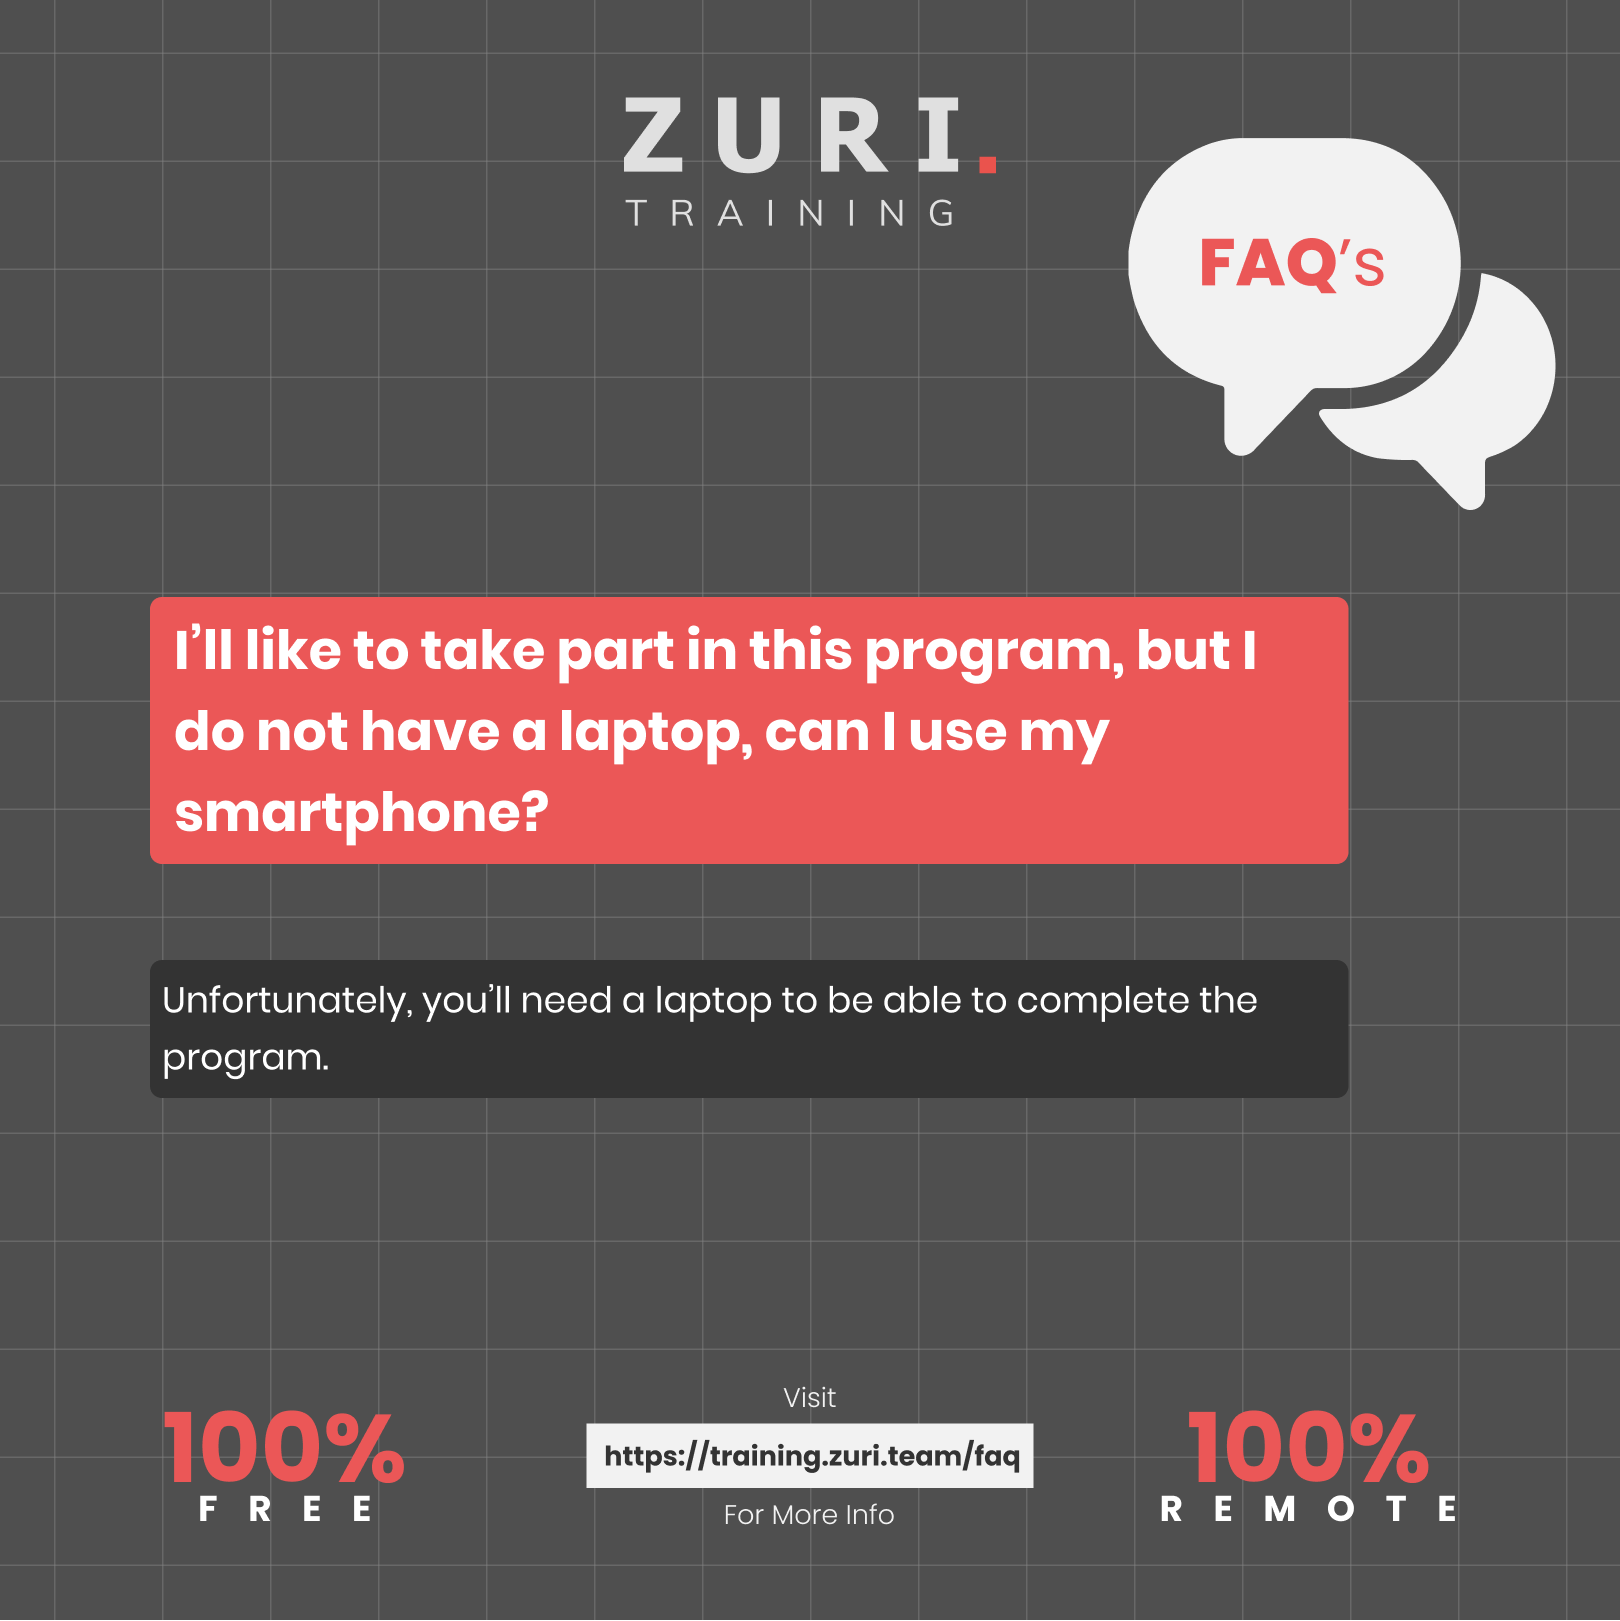 ZURI.
TRAINING
FAQ’s
I’ll like to take part in this program, but I
do not have a laptop, can I use my
smartphone?
Unfortunately, you’ll need a laptop to be able to complete the
program.
100%
FREE
Visit
https://training.zuri.team/faq
For More Info
100%
REMOTE